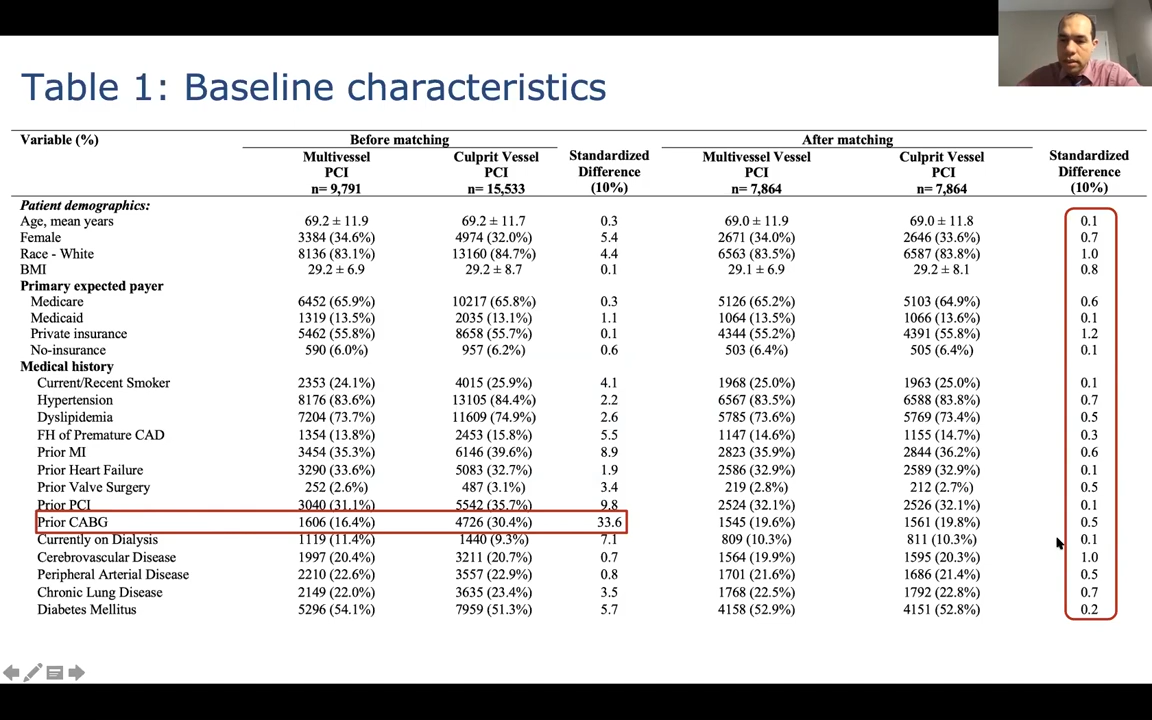 Table 1: Baseline characteristics
Variable (%) Before matching After matching
Multivessel PCI n= 9,791 Culprit Vessel PCI n= 15,533 Standardized Difference (10%) Multivessel Vessel PCI n= 7,864 Culprit Vessel PCI n= 7,864 Standardized Difference (10%)
Patient demographics:
Age, mean years 69.2 ± 11.9 69.2 ± 11.7 0.3 69.0 ± 11.9 69.0 ± 11.8 0.1
Female 3384 (34.6%) 4974 (32.0%) 5.4 2671 (34.0%) 2646 (33.6%) 0.7
Race - White 8136 (83.1%) 13160 (84.7%) 4.4 6563 (83.5%) 6587 (83.8%) 1.0
BMI 29.2 ± 6.9 29.2 ± 8.7 0.1 29.1 ± 6.9 29.2 ± 8.1 0.8
Primary expected payer
Medicare 6452 (65.9%) 10217 (65.8%) 0.3 5126 (65.2%) 5103 (64.9%) 0.6
Medicaid 1319 (13.5%) 2035 (13.1%) 1.1 1064 (13.5%) 1066 (13.6%) 0.1
Private insurance 5462 (55.8%) 8658 (55.7%) 0.1 4344 (55.2%) 4391 (55.8%) 1.2
No-insurance 590 (6.0%) 957 (6.2%) 0.6 503 (6.4%) 505 (6.4%) 0.1
Medical history
Current/Recent Smoker 2353 (24.1%) 4015 (25.9%) 4.1 1968 (25.0%) 1963 (25.0%) 0.1
Hypertension 8176 (83.6%) 13105 (84.4%) 2.2 6567 (83.5%) 6588 (83.8%) 0.7
Dyslipidemia 7204 (73.7%) 11609 (74.9%) 2.6 5785 (73.6%) 5769 (73.4%) 0.5
FH of Premature CAD 1354 (13.8%) 2453 (15.8%) 5.5 1147 (14.6%) 1155 (14.7%) 0.3
Prior MI 3454 (35.3%) 6146 (39.6%) 8.9 2823 (35.9%) 2844 (36.2%) 0.6
Prior Heart Failure 3290 (33.6%) 5083 (32.7%) 1.9 2586 (32.9%) 2589 (32.9%) 0.1
Prior Valve Surgery 252 (2.6%) 487 (3.1%) 3.4 219 (2.8%) 212 (2.7%) 0.5
Prior PCI 3040 (31.1%) 5542 (35.7%) 9.8 2524 (32.1%) 2526 (32.1%) 0.1
Prior CABG 1606 (16.4%) 4726 (30.4%) 33.6 1545 (19.6%) 1561 (19.8%) 0.5
Currently on Dialysis 1119 (11.4%) 1440 (9.3%) 7.1 809 (10.3%) 811 (10.3%) 0.1
Cerebrovascular Disease 1997 (20.4%) 3211 (20.7%) 0.7 1564 (19.9%) 1595 (20.3%) 1.0
Peripheral Arterial Disease 2210 (22.6%) 3557 (22.9%) 0.8 1701 (21.6%) 1686 (21.4%) 0.5
Chronic Lung Disease 2149 (22.0%) 3635 (23.4%) 3.5 1768 (22.5%) 1792 (22.8%) 0.7
Diabetes Mellitus 5296 (54.1%) 7959 (51.3%) 5.7 4158 (52.9%) 4151 (52.8%) 0.2